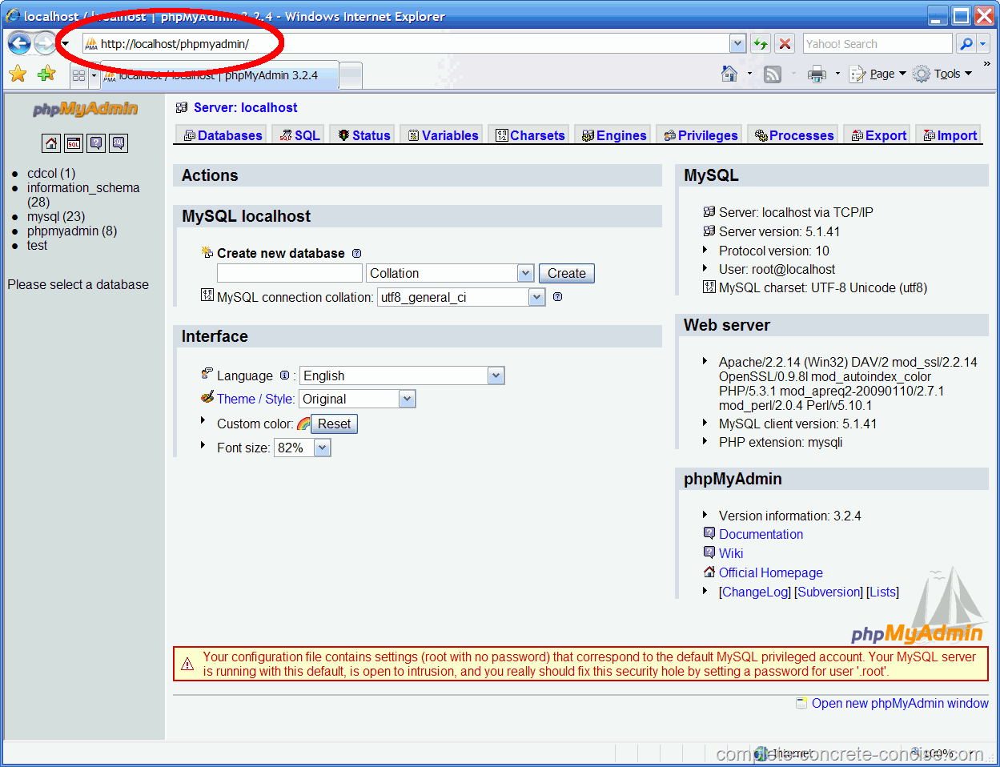 localhost / localhost | phpMyAdmin 3.2.4 - Windows Internet Explorer
PMA http://localhost/phpmyadmin/
Yahoo! Search
PMA localhost / localhost | phpMyAdmin 3.2.4
Page
Tools
phpMyAdmin
SQL
SQL
cdcol (1)
information_schema
(28)
mysql (23)
phpmyadmin (8)
test
Please select a database
Server: localhost
Databases
SQL
Status
Variables
Charsets
Engines
Privileges
Processes
Export
Import
Actions
MySQL localhost
Create new database
Collation
Create
MySQL connection collation: utf8_general_ci
Interface
Language : English
Theme / Style: Original
Custom color: Reset
Font size: 82%
MySQL
Server: localhost via TCP/IP
Server version: 5.1.41
Protocol version: 10
User: root@localhost
MySQL charset: UTF-8 Unicode (utf8)
Web server
Apache/2.2.14 (Win32) DAV/2 mod_ssl/2.2.14
OpenSSL/0.9.8l mod_autoindex_color
PHP/5.3.1 mod_apreq2-20090110/2.7.1
mod_perl/2.0.4 Perl/v5.10.1
MySQL client version: 5.1.41
PHP extension: mysqli
phpMyAdmin
Version information: 3.2.4
Documentation
Wiki
Official Homepage
[ChangeLog] [Subversion] [Lists]
phpMyAdmin
Your configuration file contains settings (root with no password) that correspond to the default MySQL privileged account. Your MySQL server
is running with this default, is open to intrusion, and you really should fix this security hole by setting a password for user '.root'.
Open new phpMyAdmin window
Internet
100%
complete-concrete-concise.com